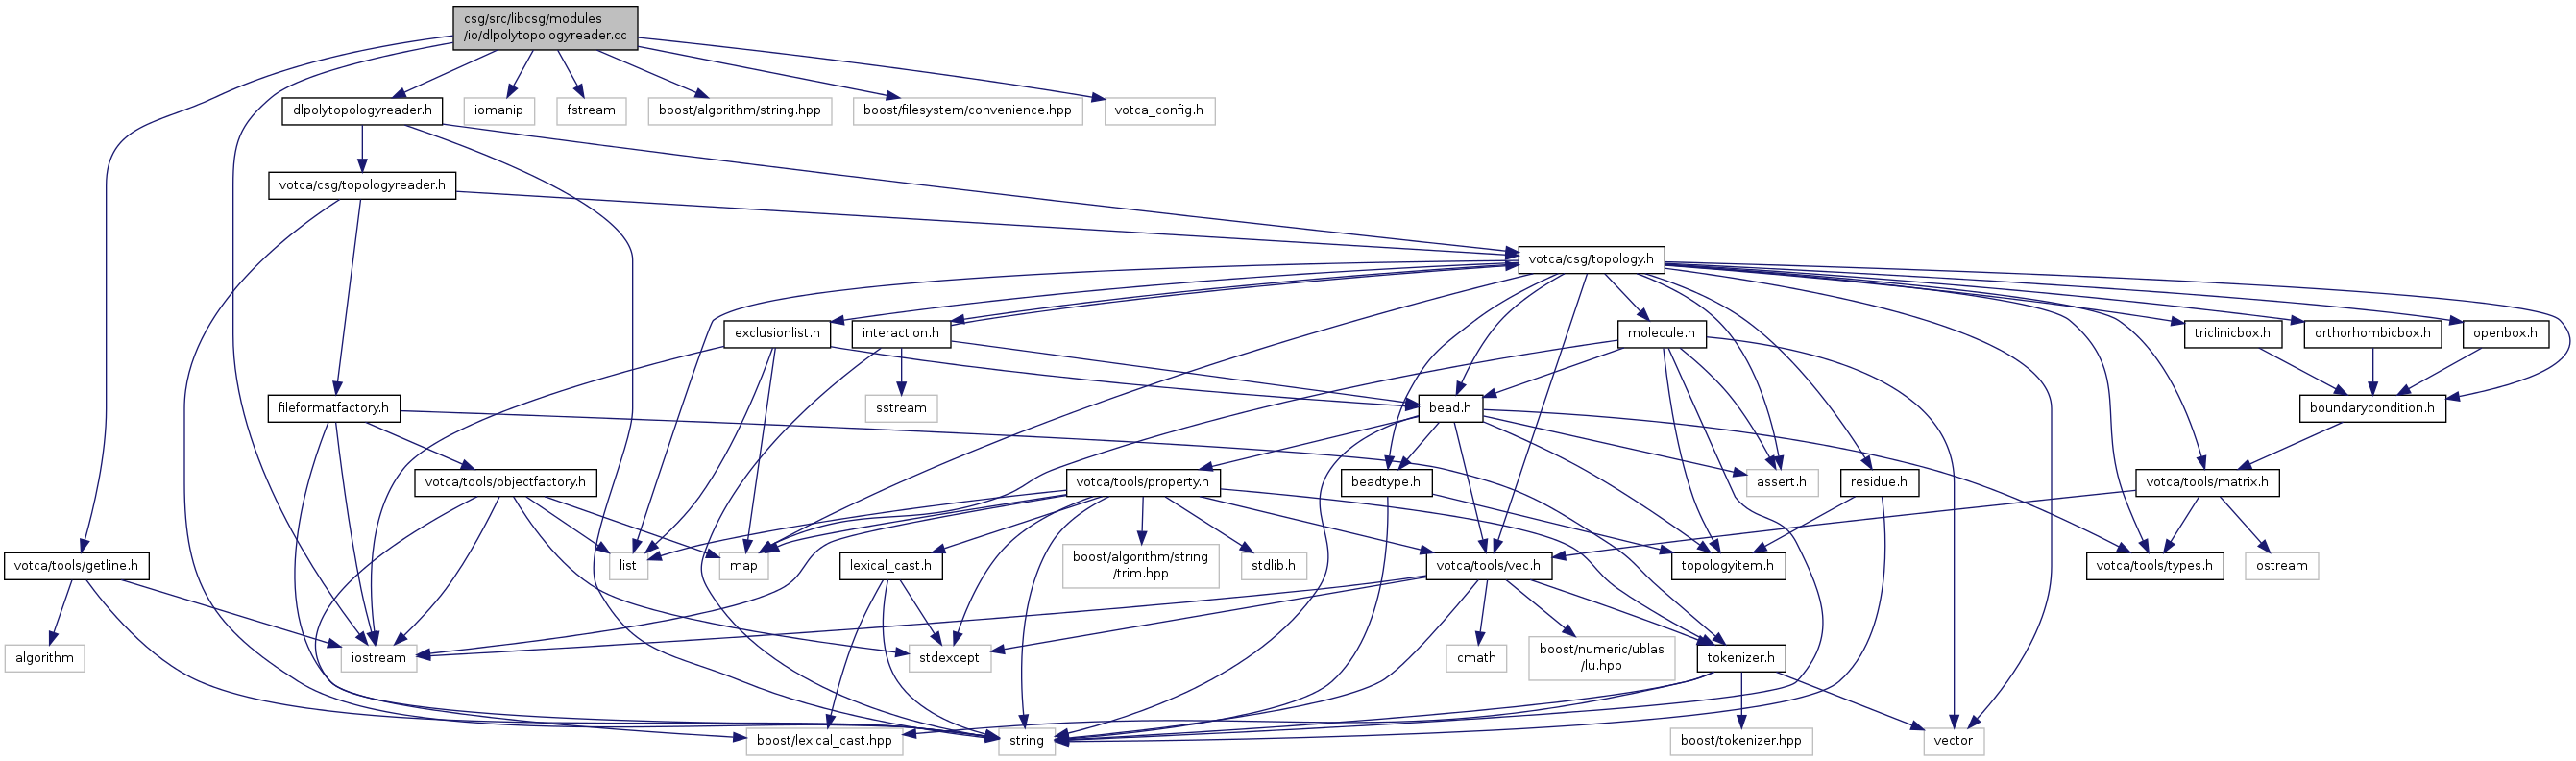 csg/src/libcsg/modules
/io/dlpolytopologyreader.cc
dlpolytopologyreader.h
iomanip
fstream
boost/algorithm/string.hpp
boost/filesystem/convenience.hpp
votca_config.h
votca/csg/topologyreader.h
votca/csg/topology.h
exclusionlist.h
interaction.h
molecule.h
triclinicbox.h
orthorhombicbox.h
openbox.h
fileformatfactory.h
sstream
bead.h
boundarycondition.h
votca/tools/objectfactory.h
votca/tools/property.h
beadtype.h
assert.h
residue.h
votca/tools/matrix.h
votca/tools/getline.h
list
map
lexical_cast.h
boost/algorithm/string
/trim.hpp
stdlib.h
votca/tools/vec.h
topologyitem.h
votca/tools/types.h
ostream
algorithm
iostream
stdexcept
cmath
boost/numeric/ublas
/lu.hpp
tokenizer.h
boost/lexical_cast.hpp
string
boost/tokenizer.hpp
vector